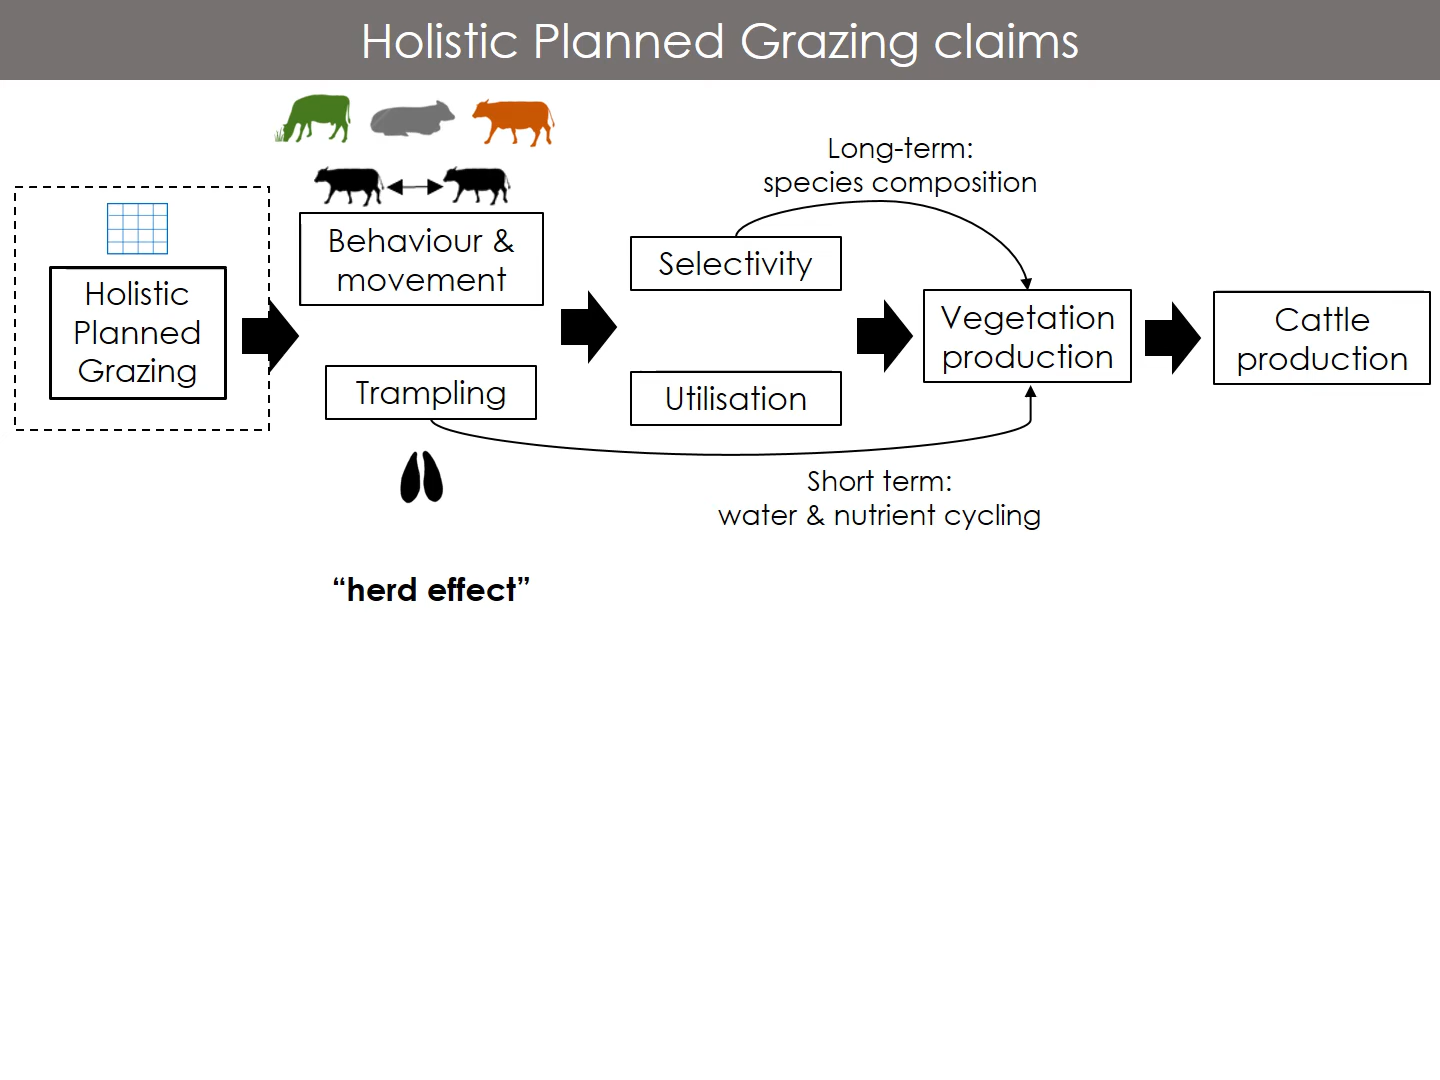 Holistic Planned Grazing claims
Long-term:
species composition
Holistic
Planned
Grazing
Behaviour &
movement
Trampling
Selectivity
Utilisation
Vegetation
production
Cattle
production
Short term:
water & nutrient cycling
“herd effect”